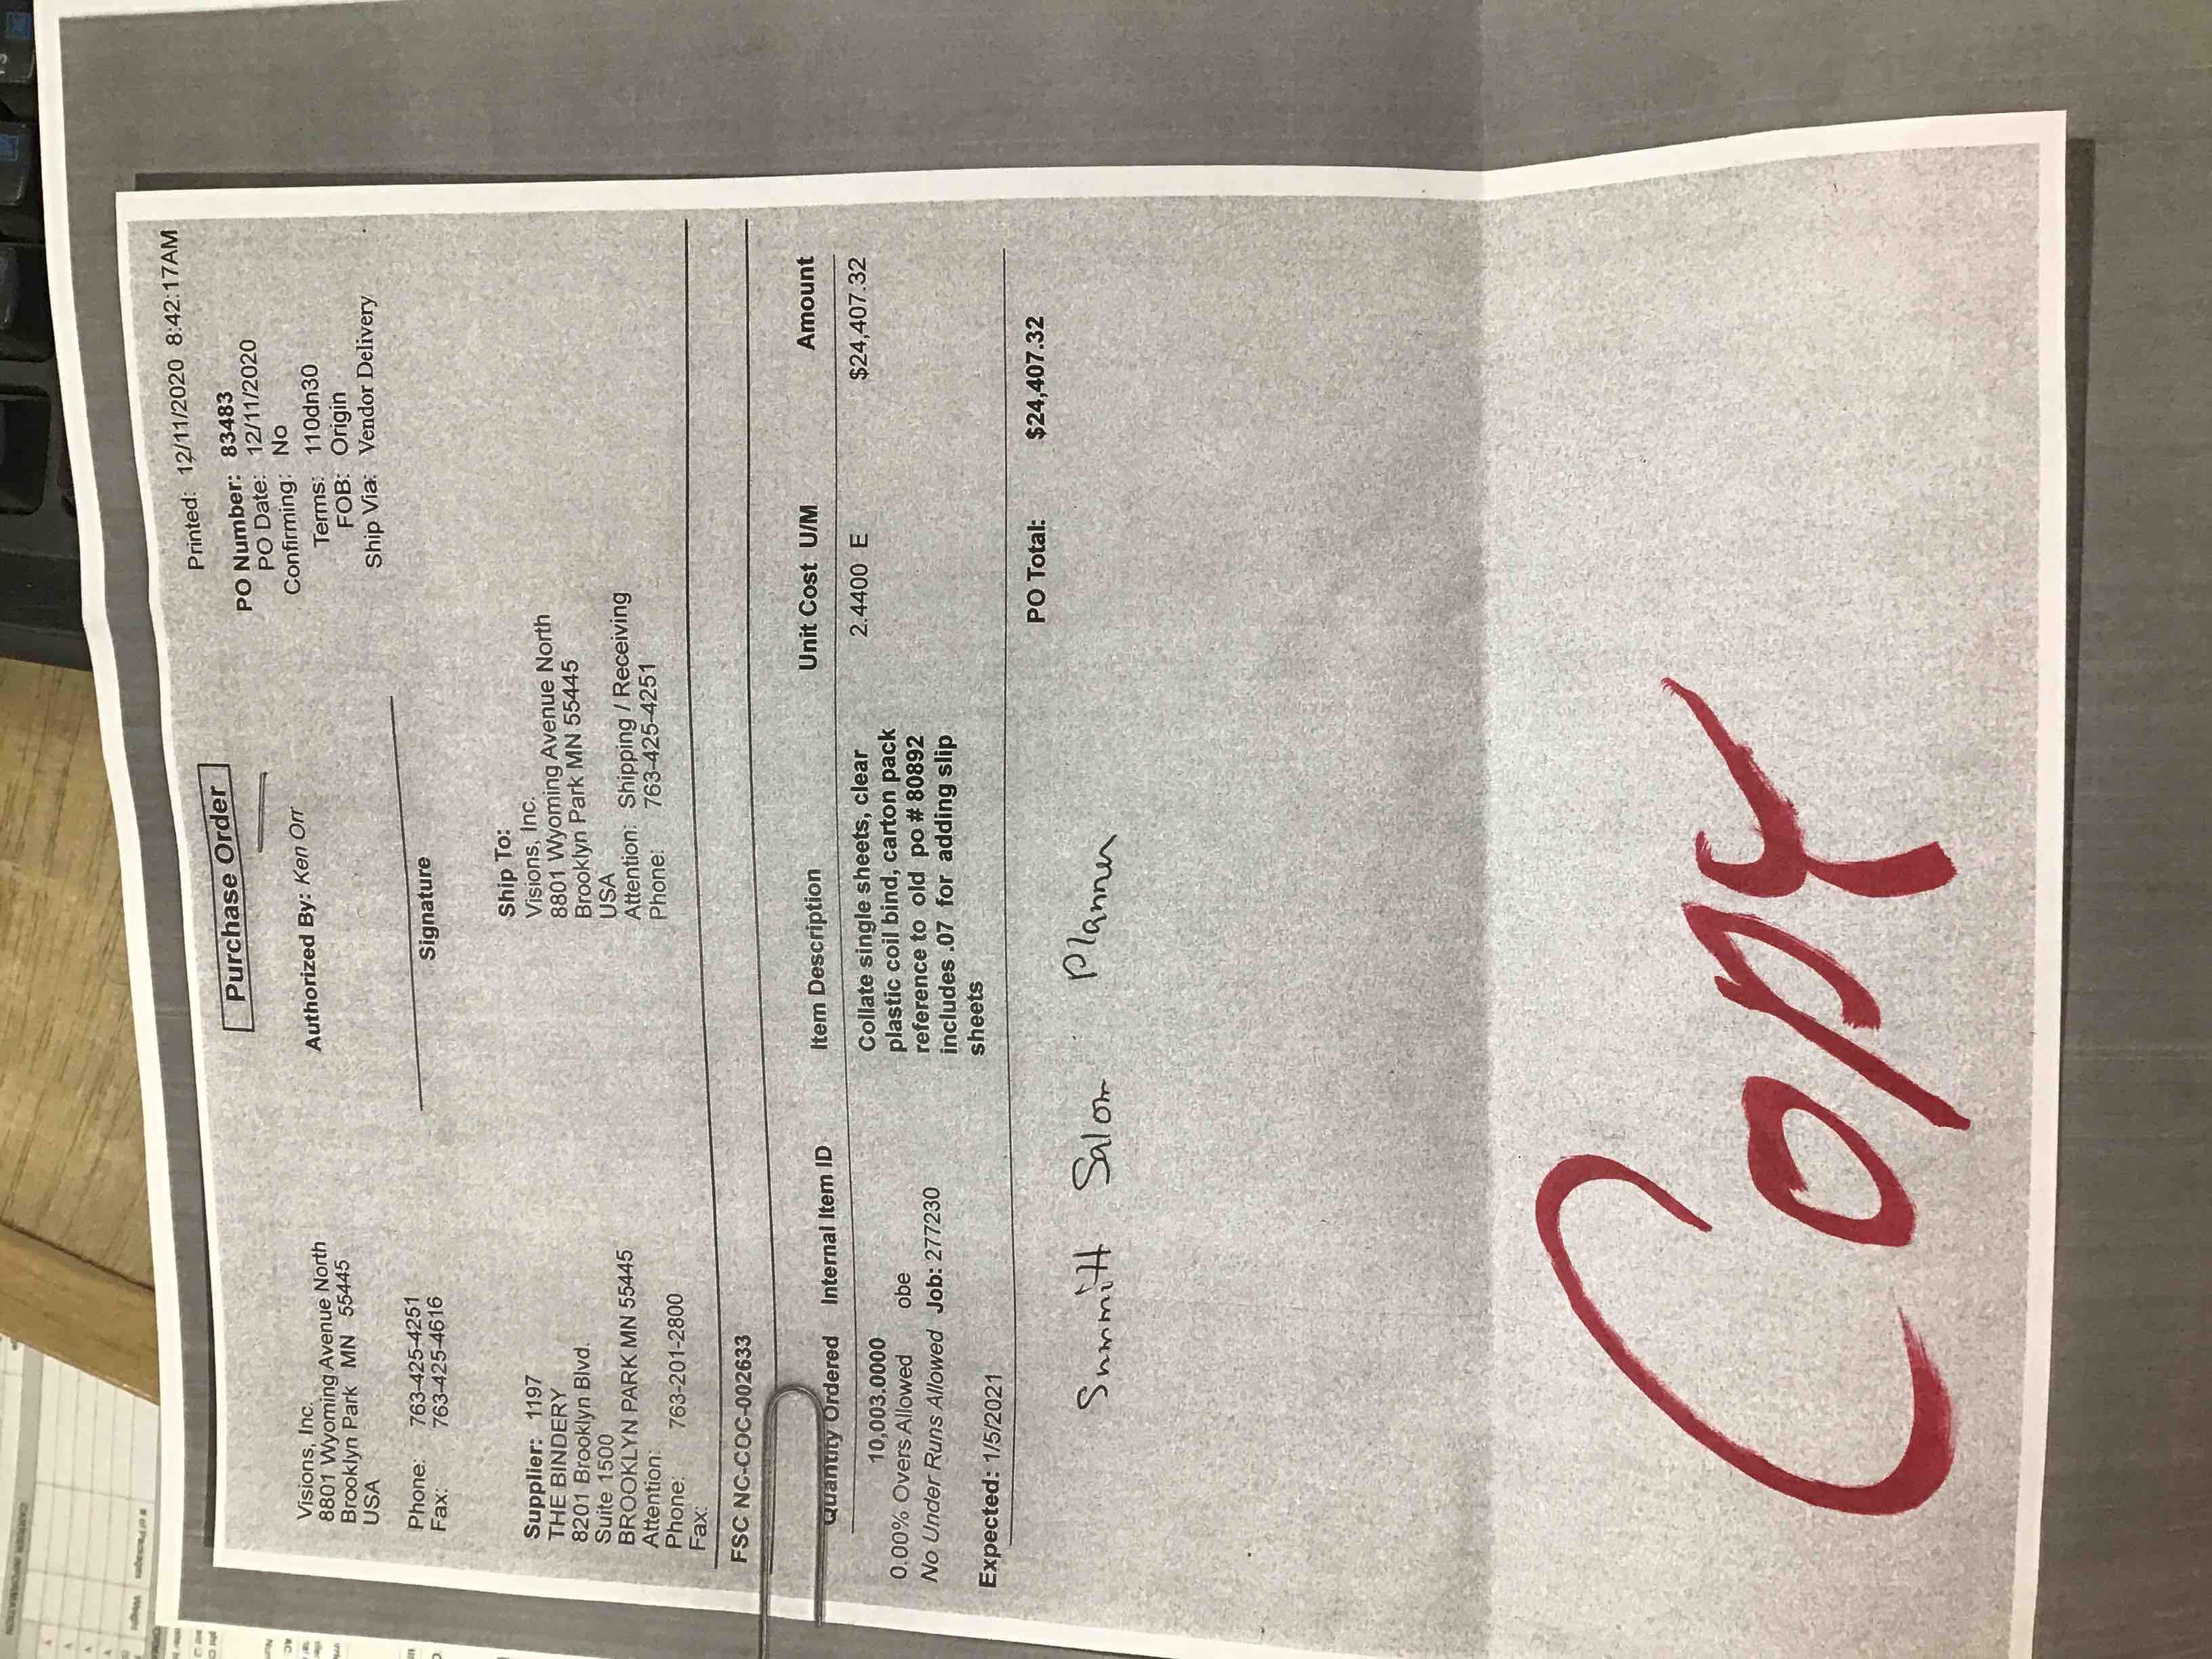 Printed: 12/11/2020 8:42:17AM
Purchase Order
PO Number: 83483
PO Date: 12/11/2020
Confirming: No
Terms: 110dn30
FOB: Origin
Ship Via: Vendor Delivery
Visions, Inc.
8801 Wyoming Avenue North
Brooklyn Park MN 55445
USA
Phone: 763-425-4251
Fax: 763-425-4616
Authorized By: Ken Orr
Signature
Supplier: 1197
THE BINDERY
8201 Brooklyn Blvd.
Suite 1500
BROOKLYN PARK MN 55445
Attention:
Phone: 763-201-2800
Fax:
Ship To:
Visions, Inc.
8801 Wyoming Avenue North
Brooklyn Park MN 55445
USA
Attention: Shipping / Receiving
Phone: 763-425-4251
FSC NC-COC-002633
Quantity Ordered Internal Item ID Item Description Unit Cost U/M Amount
10,003.0000 obe Collate single sheets, clear 2.4400 E $24,407.32
0.00% Overs Allowed plastic coil bind, carton pack
No Under Runs Allowed Job: 277230 reference to old po # 80892
includes .07 for adding slip
Expected: 1/5/2021 sheets
PO Total: $24,407.32
Summitt Salon Planner
Copy